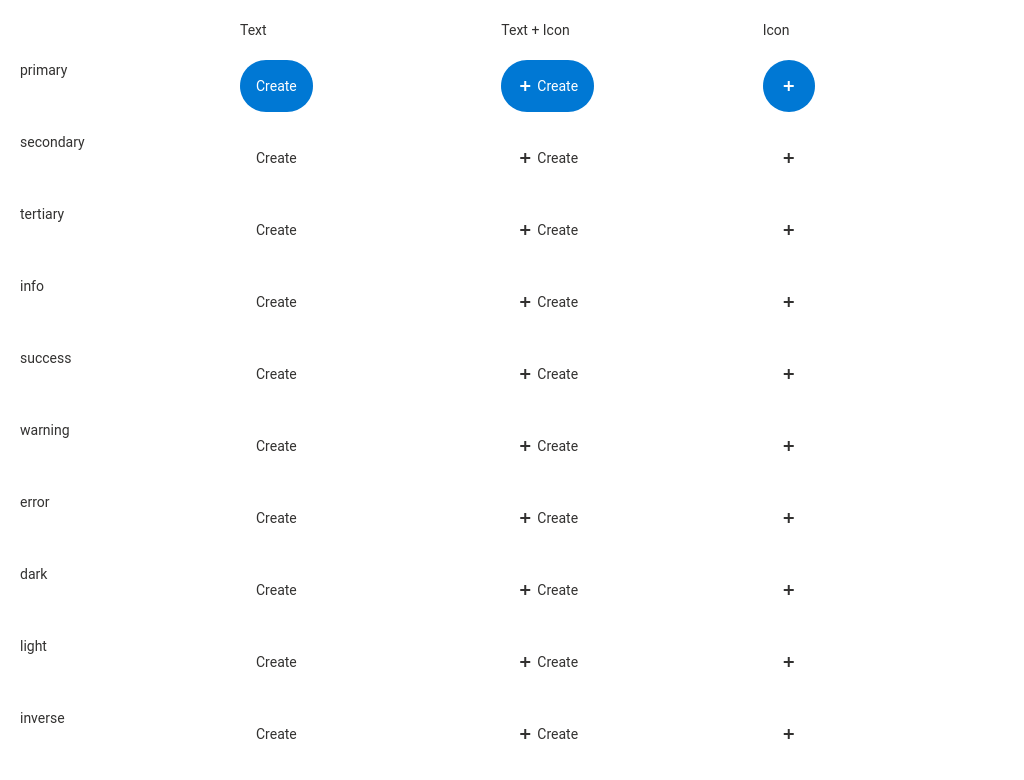 Text Text + Icon Icon
primary Create + Create +
secondary Create + Create +
tertiary Create + Create +
info Create + Create +
success Create + Create +
warning Create + Create +
error Create + Create +
dark Create + Create +
light Create + Create +
inverse Create + Create +